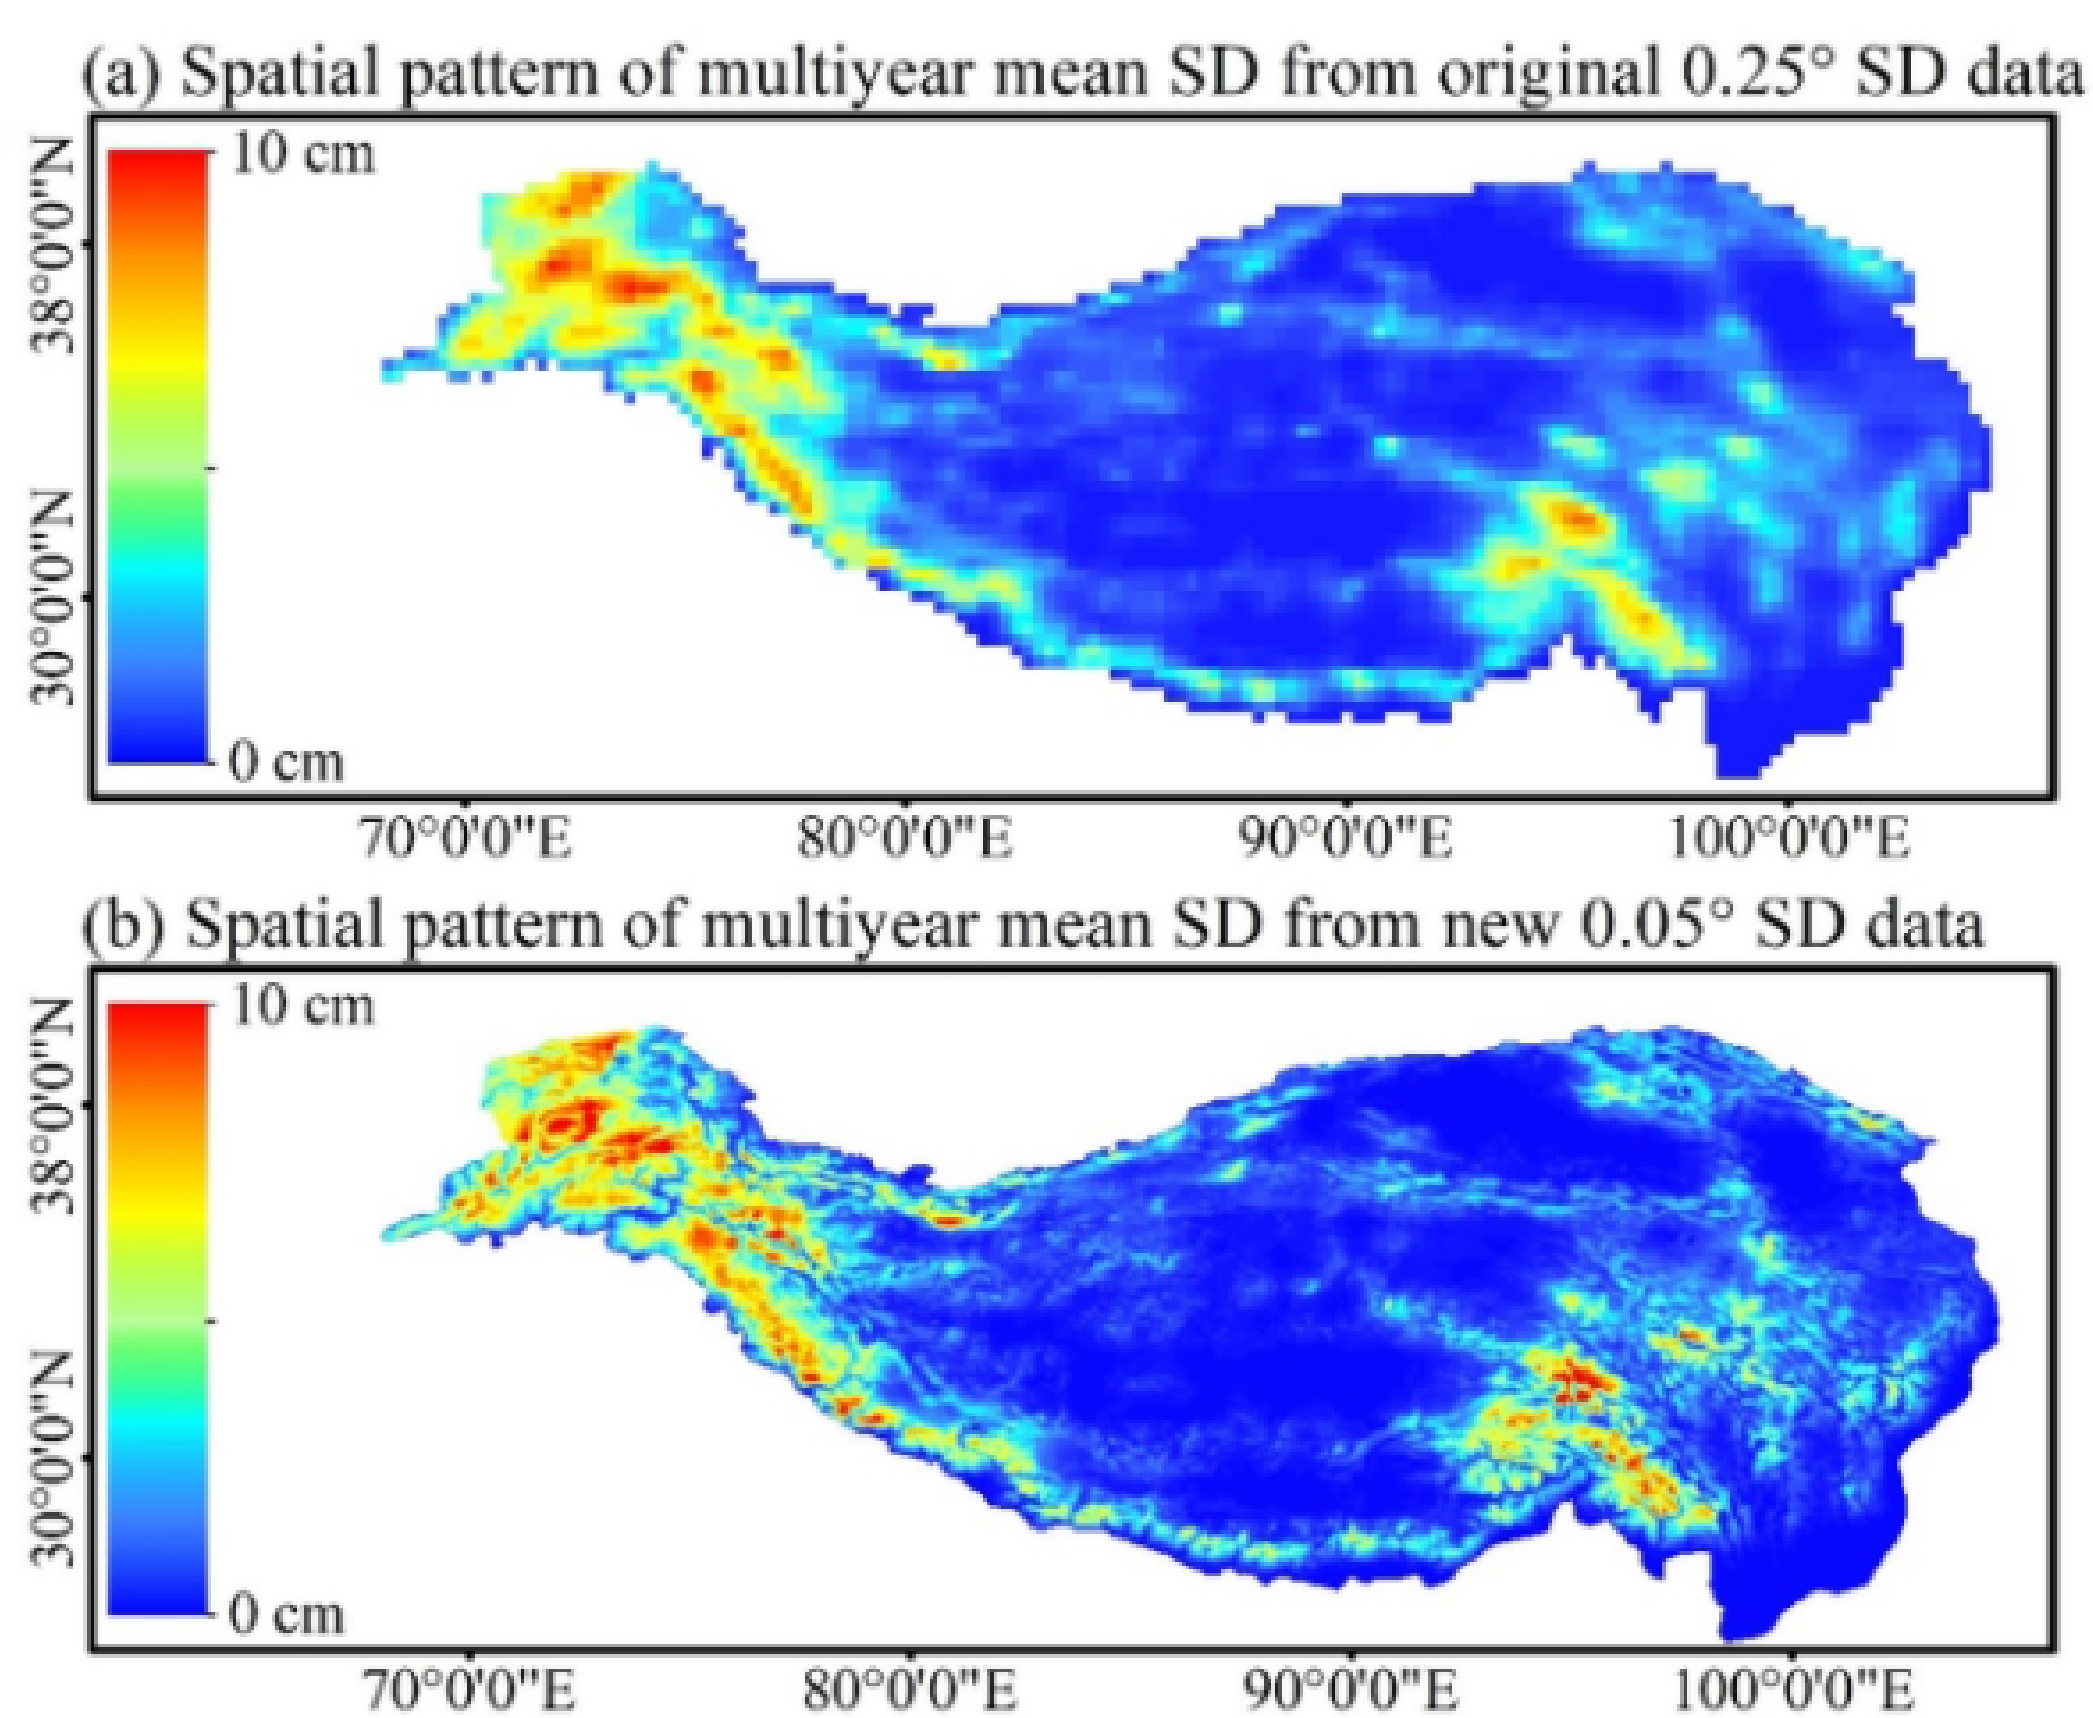 (a) Spatial pattern of multiyear mean SD from original 0.25° SD data
10 cm
38°0'0"N
30°0'0"N
0 cm
70°0'0"E 80°0'0"E 90°0'0"E 100°0'0"E
(b) Spatial pattern of multiyear mean SD from new 0.05° SD data
10 cm
38°0'0"N
30°0'0"N
0 cm
70°0'0"E 80°0'0"E 90°0'0"E 100°0'0"E